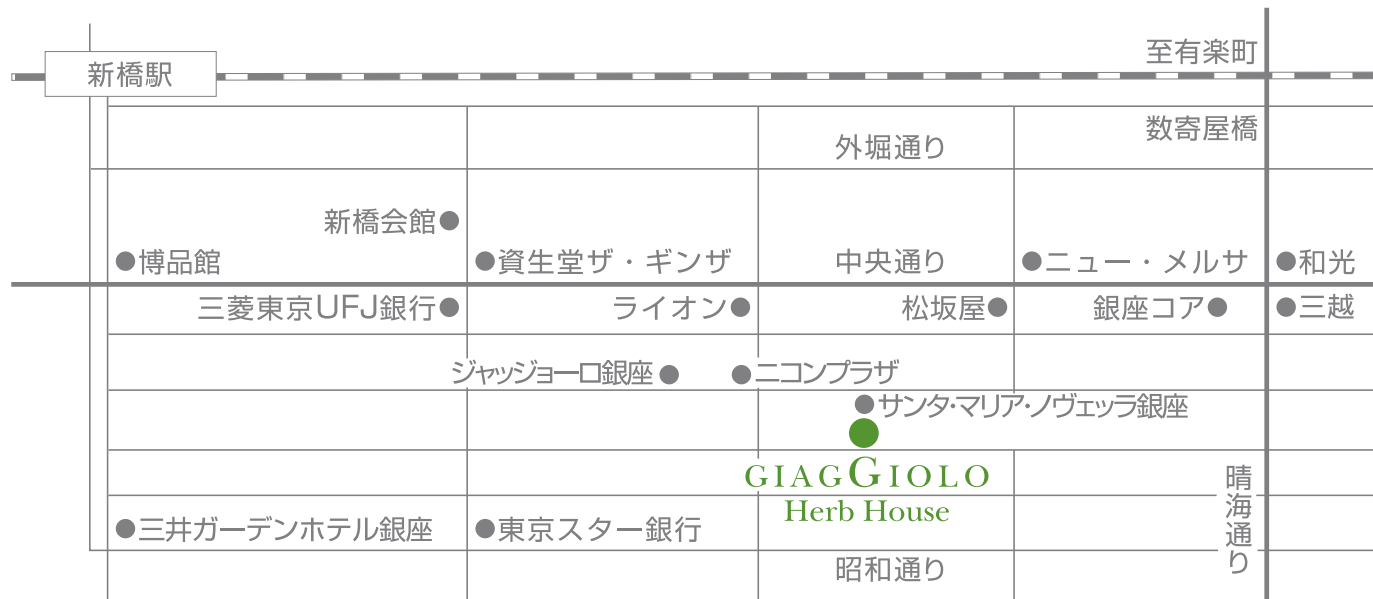 至有楽町
新橋駅
数寄屋橋
外堀通り
新橋会館
博品館
資生堂ザ・ギンザ
中央通り
ニュー・メルサ
和光
三菱東京UFJ銀行
ライオン
松坂屋
銀座コア
三越
ジャッジョーロ銀座
ニコンプラザ
サンタ・マリア・ノヴェッラ銀座
GIAGGIOLO
Herb House
晴海通り
三井ガーデンホテル銀座
東京スター銀行
昭和通り